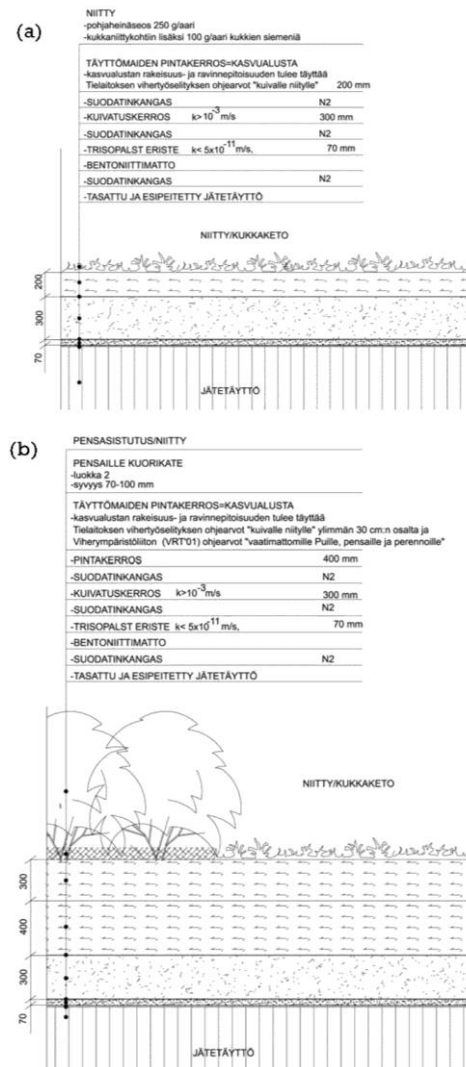 (a)
NIITTY
-pohjaheinäseos 250 g/aari
-kukkaniittykohtiin lisäksi 100 g/aari kukkien siemeniä
TÄYTTÖMAIDEN PINTAKERROS=KASVUALUSTA
-kasvualustan rakeisuus- ja ravinnepitoisuuden tulee täyttää
Tielaitoksen vihertyöselityksen ohjearvot "kuivalle niitylle" 200 mm
-SUODATINKANGAS N2
-KUIVATUSKERROS k>10⁻³ m/s 300 mm
-SUODATINKANGAS N2
-TRISOPALST ERISTE k< 5x10⁻¹¹ m/s, 70 mm
-BENTONIITTIMATTO
-SUODATINKANGAS N2
-TASATTU JA ESIPEITETTY JÄTETÄYTTÖ
NIITTY/KUKKAKETO
200
300
70
JÄTETÄYTTÖ
(b)
PENSASISTUTUS/NIITTY
PENSAILLE KUORIKATE
-luokka 2
-syvyys 70-100 mm
TÄYTTÖMAIDEN PINTAKERROS=KASVUALUSTA
-kasvualustan rakeisuus- ja ravinnepitoisuuden tulee täyttää
Tielaitoksen vihertyöselityksen ohjearvot "kuivalle niitylle" ylimmän 30 cm:n osalta ja
Viherympäristöliiton (VRT'01) ohjearvot "vaatimattomille Puille, pensaille ja perennoille"
-PINTAKERROS 400 mm
-SUODATINKANGAS N2
-KUIVATUSKERROS k>10⁻³ m/s 300 mm
-SUODATINKANGAS N2
-TRISOPALST ERISTE k< 5x10⁻¹¹ m/s, 70 mm
-BENTONIITTIMATTO
-SUODATINKANGAS N2
-TASATTU JA ESIPEITETTY JÄTETÄYTTÖ
NIITTY/KUKKAKETO
300
400
300
70
JÄTETÄYTTÖ